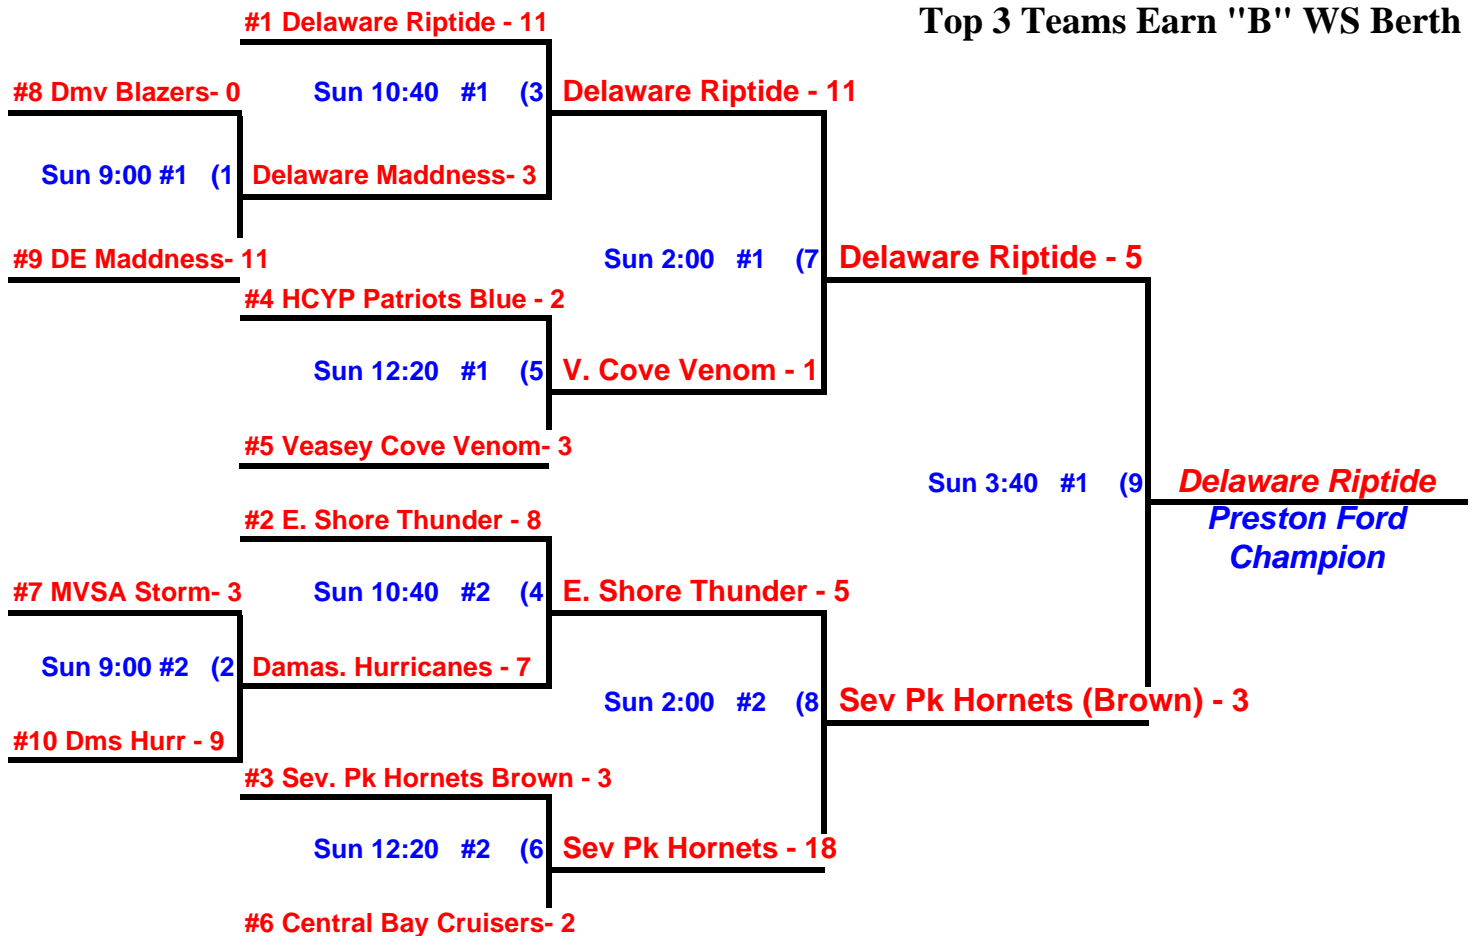 #1 Delaware Riptide - 11
Top 3 Teams Earn "B" WS Berth
#8 Dmv Blazers- 0
Sun 10:40 #1 (3
Delaware Riptide - 11
Sun 9:00 #1 (1
Delaware Maddness- 3
#9 DE Maddness- 11
Sun 2:00 #1 (7
Delaware Riptide - 5
#4 HCYP Patriots Blue - 2
Sun 12:20 #1 (5
V. Cove Venom - 1
#5 Veasey Cove Venom- 3
Sun 3:40 #1 (9
Delaware Riptide
Preston Ford
Champion
#2 E. Shore Thunder - 8
#7 MVSA Storm- 3
Sun 10:40 #2 (4
E. Shore Thunder - 5
Sun 9:00 #2 (2
Damas. Hurricanes - 7
Sun 2:00 #2 (8
Sev Pk Hornets (Brown) - 3
#10 Dms Hurr - 9
#3 Sev. Pk Hornets Brown - 3
Sun 12:20 #2 (6
Sev Pk Hornets - 18
#6 Central Bay Cruisers- 2